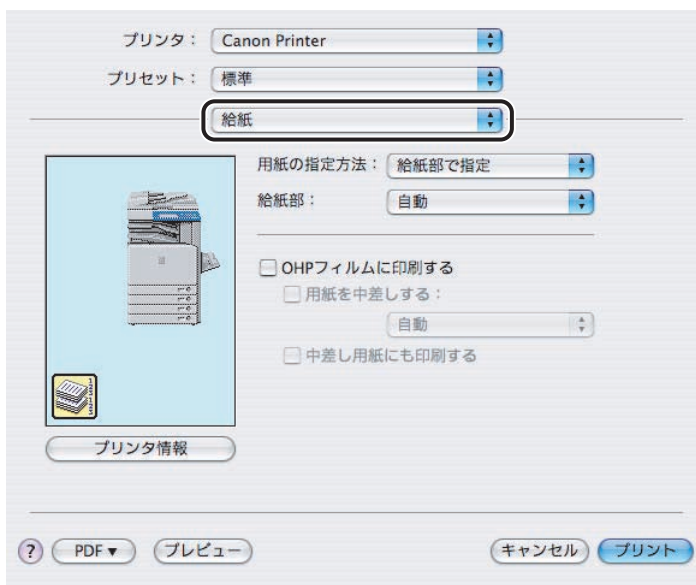 プリンタ： Canon Printer
プリセット： 標準
給紙
用紙の指定方法： 給紙部で指定
給紙部： 自動
OHPフィルムに印刷する
用紙を中差しする：
自動
中差し用紙にも印刷する
プリンタ情報
? PDF▼ プレビュー キャンセル プリント